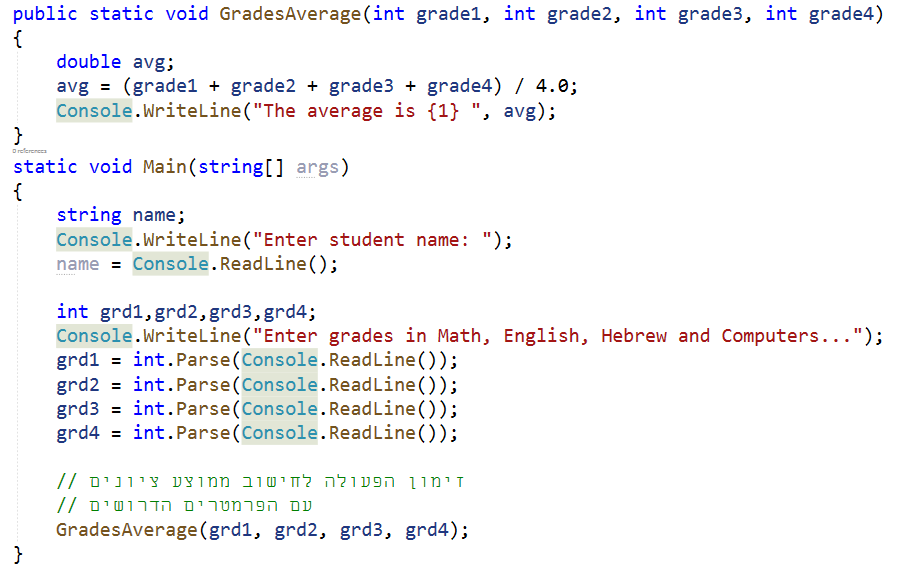 public static void GradesAverage(int grade1, int grade2, int grade3, int grade4)
{
double avg;
avg = (grade1 + grade2 + grade3 + grade4) / 4.0;
Console.WriteLine("The average is {1} ", avg);
}
0 references
static void Main(string[] args)
{
string name;
Console.WriteLine("Enter student name: ");
name = Console.ReadLine();
int grd1,grd2,grd3,grd4;
Console.WriteLine("Enter grades in Math, English, Hebrew and Computers...");
grd1 = int.Parse(Console.ReadLine());
grd2 = int.Parse(Console.ReadLine());
grd3 = int.Parse(Console.ReadLine());
grd4 = int.Parse(Console.ReadLine());
// זימון הפעולה לחישוב ממוצע ציונים
// עם הפרמטרים הדרושים
GradesAverage(grd1, grd2, grd3, grd4);
}